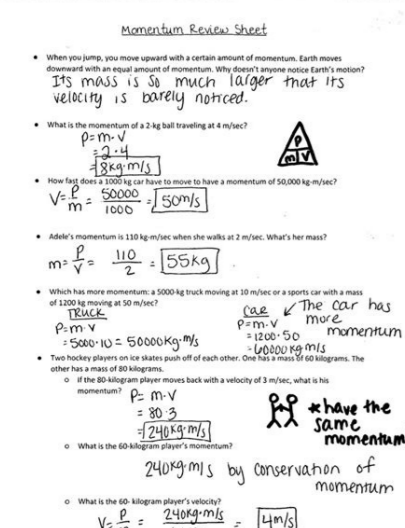 Momentum Review Sheet
• When you jump, you move upward with a certain amount of momentum. Earth moves
downward with an equal amount of momentum. Why doesn't anyone notice Earth's motion?
Its mass is so much larger that its
velocity is barely noticed.
• What is the momentum of a 2-kg ball traveling at 4 m/sec?
P=m·v
=2·4
=8kg·m/s
P
m v
• How fast does a 1000 kg car have to move to have a momentum of 50,000 kg-m/sec?
V=P/m = 50000/1000 = 50m/s
• Adele's momentum is 110 kg-m/sec when she walks at 2 m/sec. What's her mass?
m=P/V= 110/2 = 55kg
• Which has more momentum: a 5000-kg truck moving at 10 m/sec or a sports car with a mass
of 1200 kg moving at 50 m/sec?
TRUCK
P=m·v
=5000·10=50000kg·m/s
car
P=m·v
=1200·50
=60000kg m/s
The car has
more
momentum
• Two hockey players on ice skates push off of each other. One has a mass of 60 kilograms. The
other has a mass of 80 kilograms.
o If the 80-kilogram player moves back with a velocity of 3 m/sec, what is his
momentum?
P= m·v
= 80·3
=240kg·m/s
*have the
same
momentum
o What is the 60-kilogram player's momentum?
240kg·m/s by conservation of
momentum
o What is the 60- kilogram player's velocity?
V= P = 240kg·m/s = 4m/s